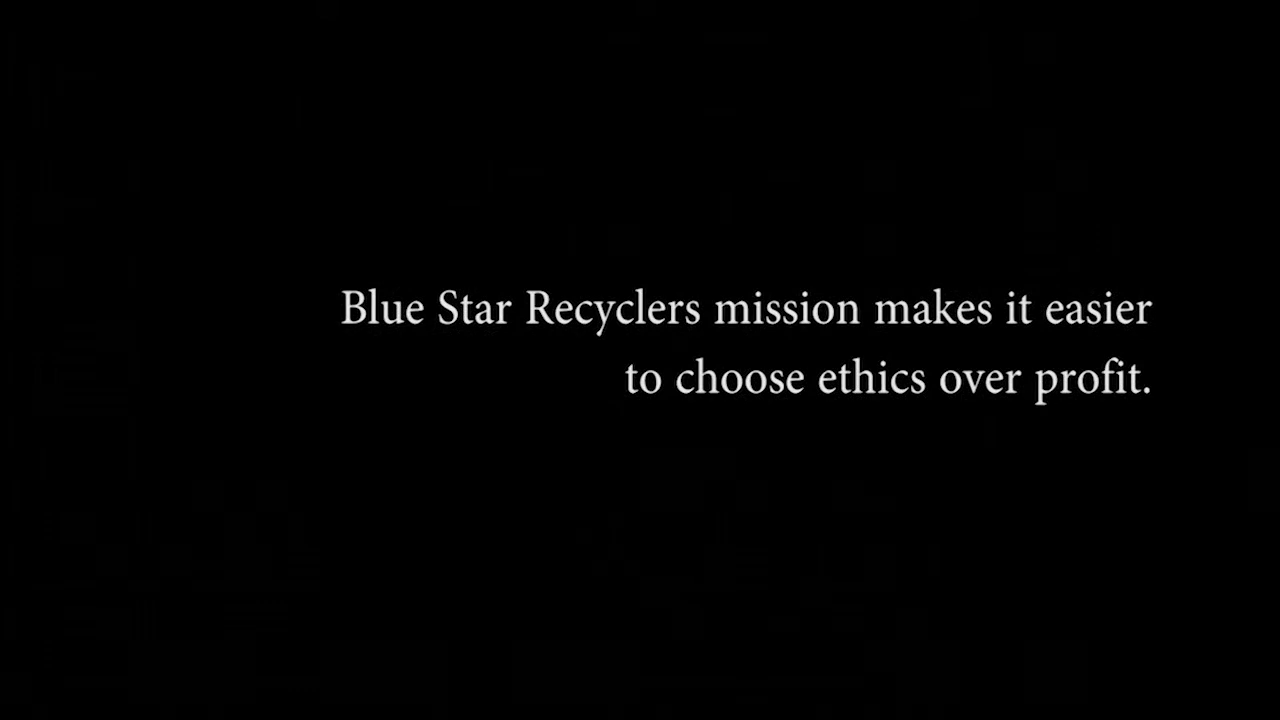 Blue Star Recyclers mission makes it easier
to choose ethics over profit.